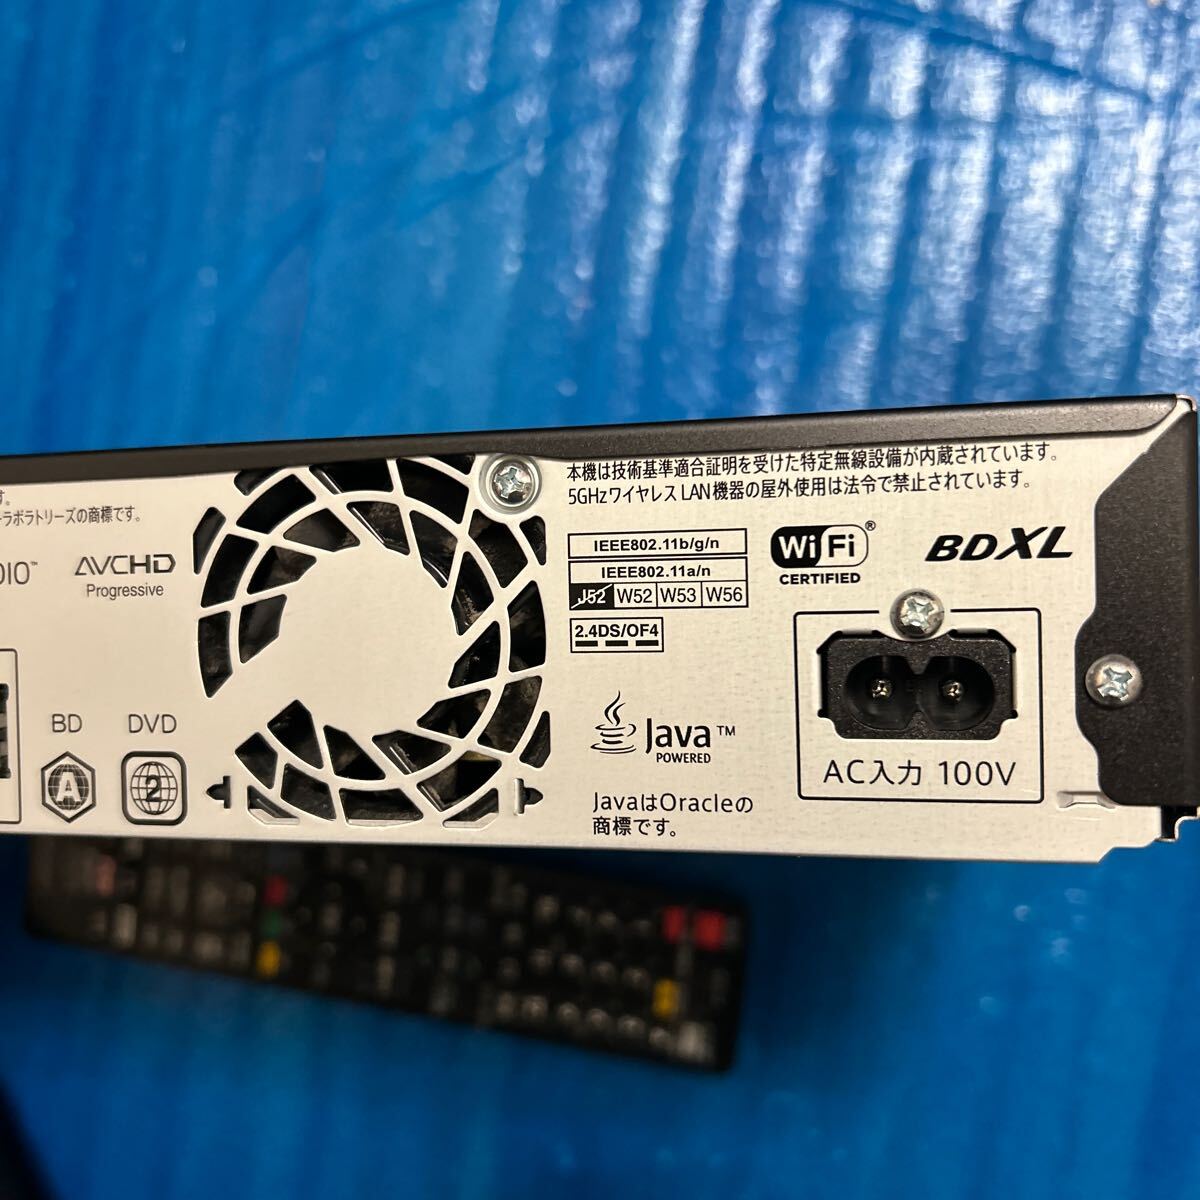 本機は技術基準適合証明を受けた特定無線設備が内蔵されています。
5GHzワイヤレスLAN機器の屋外使用は法令で禁止されています。
す。
ラボラトリーズの商標です。
AVCHD
Progressive
IEEE802.11b/g/n
IEEE802.11a/n
J52 W52 W53 W56
2.4DS/OF4
Wi Fi®
CERTIFIED
BDXL
BD DVD
A 2
Java™
POWERED
JavaはOracleの
商標です。
AC入力 100V